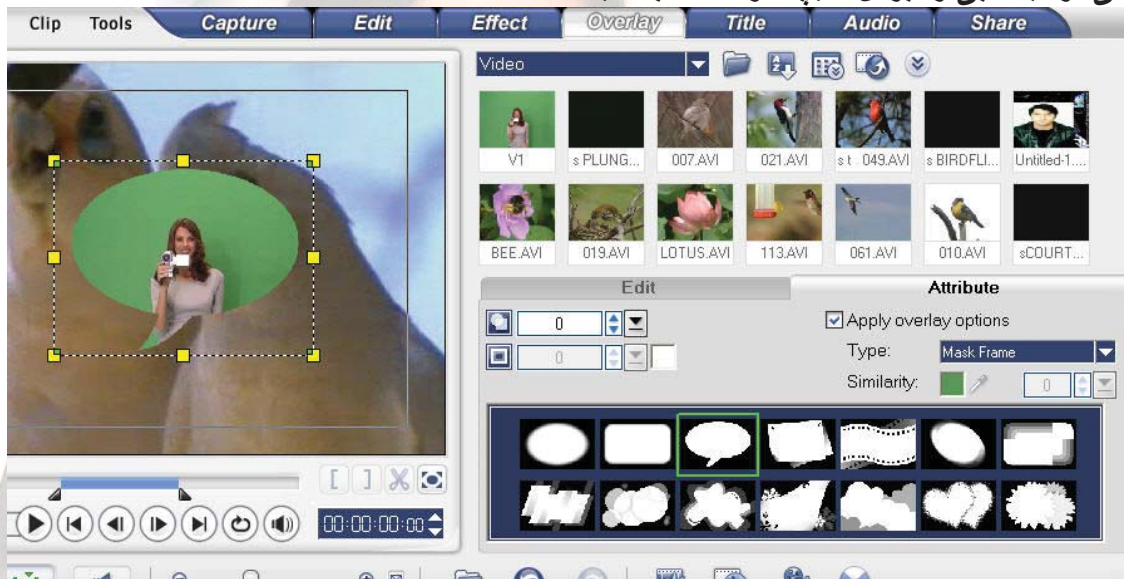 Clip Tools Capture Edit Effect Overlay Title Audio Share
Video
V1 s PLUNG... 007.AVI 021.AVI s t . 049.AVI s BIRDFLI... Untitled-1....
BEE.AVI 019.AVI LOTUS.AVI 113.AVI 061.AVI 010.AVI sCOURT...
Edit Attribute
0
Apply overlay options
0
Type: Mask Frame
Similarity: 0
[ ]
00:00:00:00